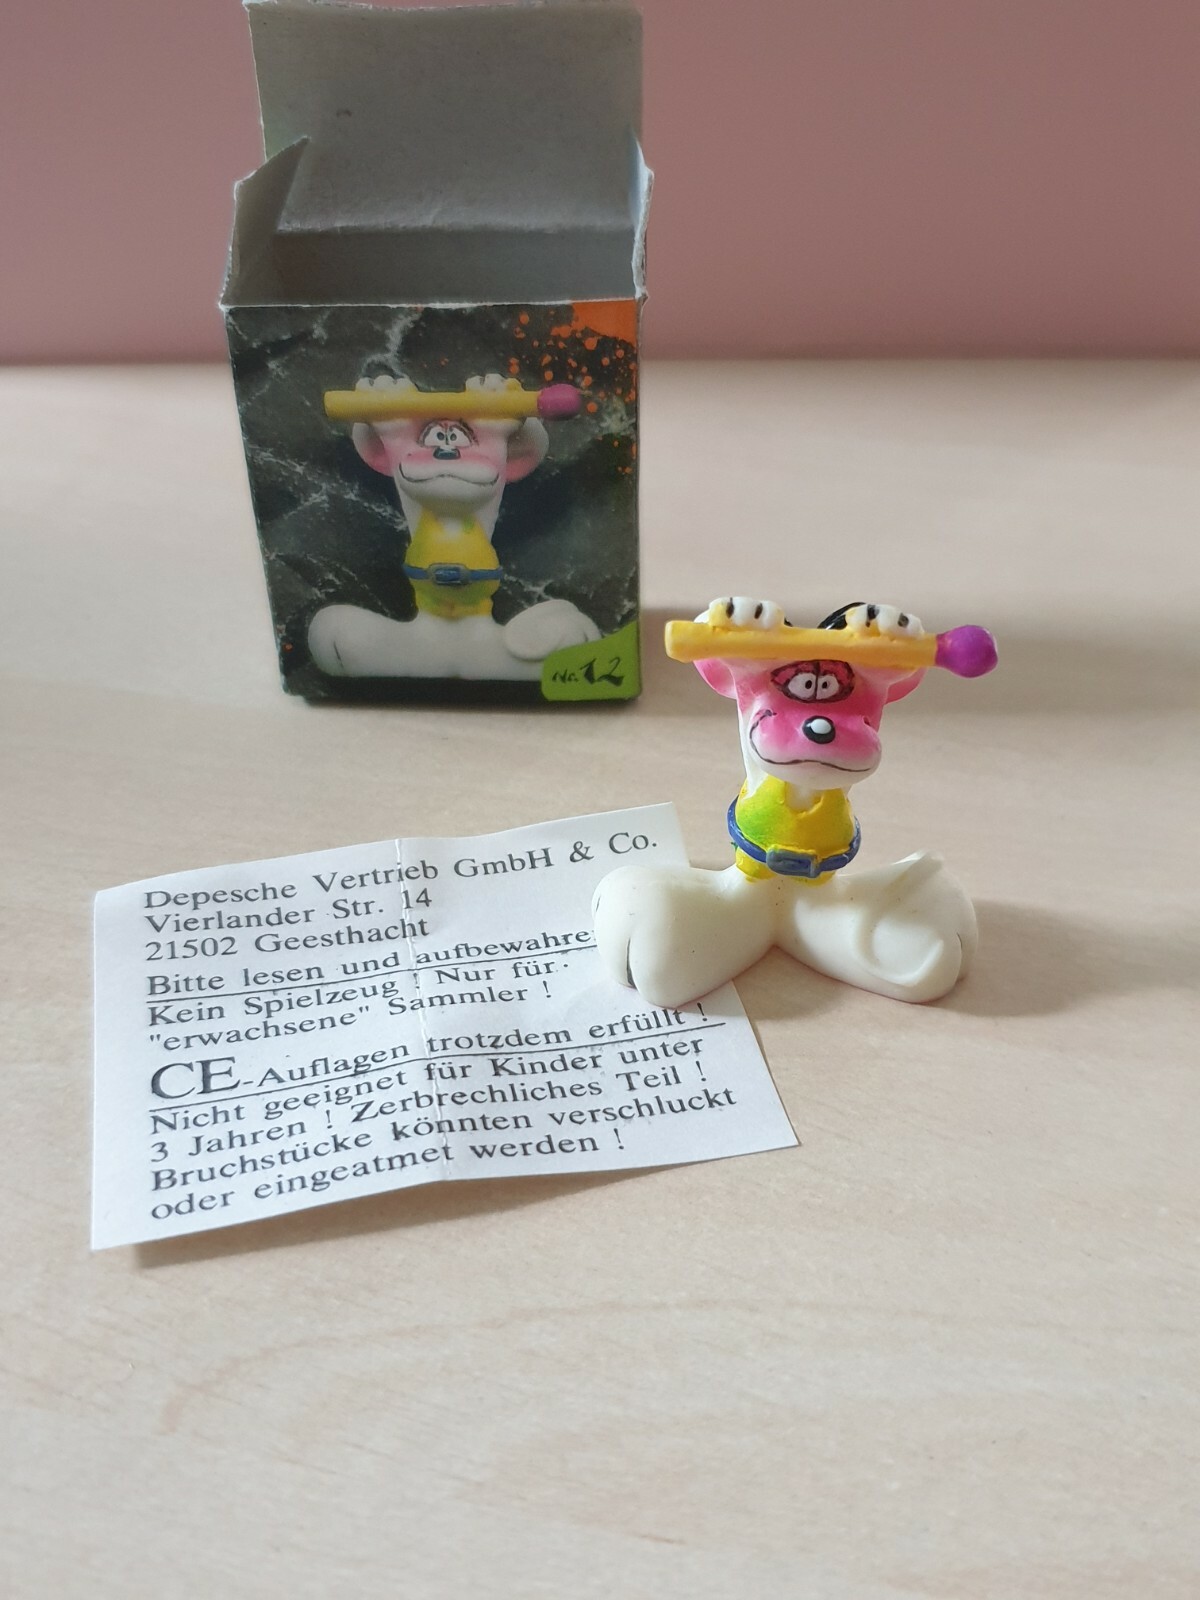 No. 12
Depesche Vertrieb GmbH & Co.
Vierlander Str. 14
21502 Geesthacht
Bitte lesen und aufbewahre
Kein Spielzeug ! Nur für
"erwachsene" Sammler !
CE-Auflagen trotzdem erfüllt !
Nicht geeignet für Kinder unter
3 Jahren ! Zerbrechliches Teil !
Bruchstücke könnten verschluckt
oder eingeatmet werden !